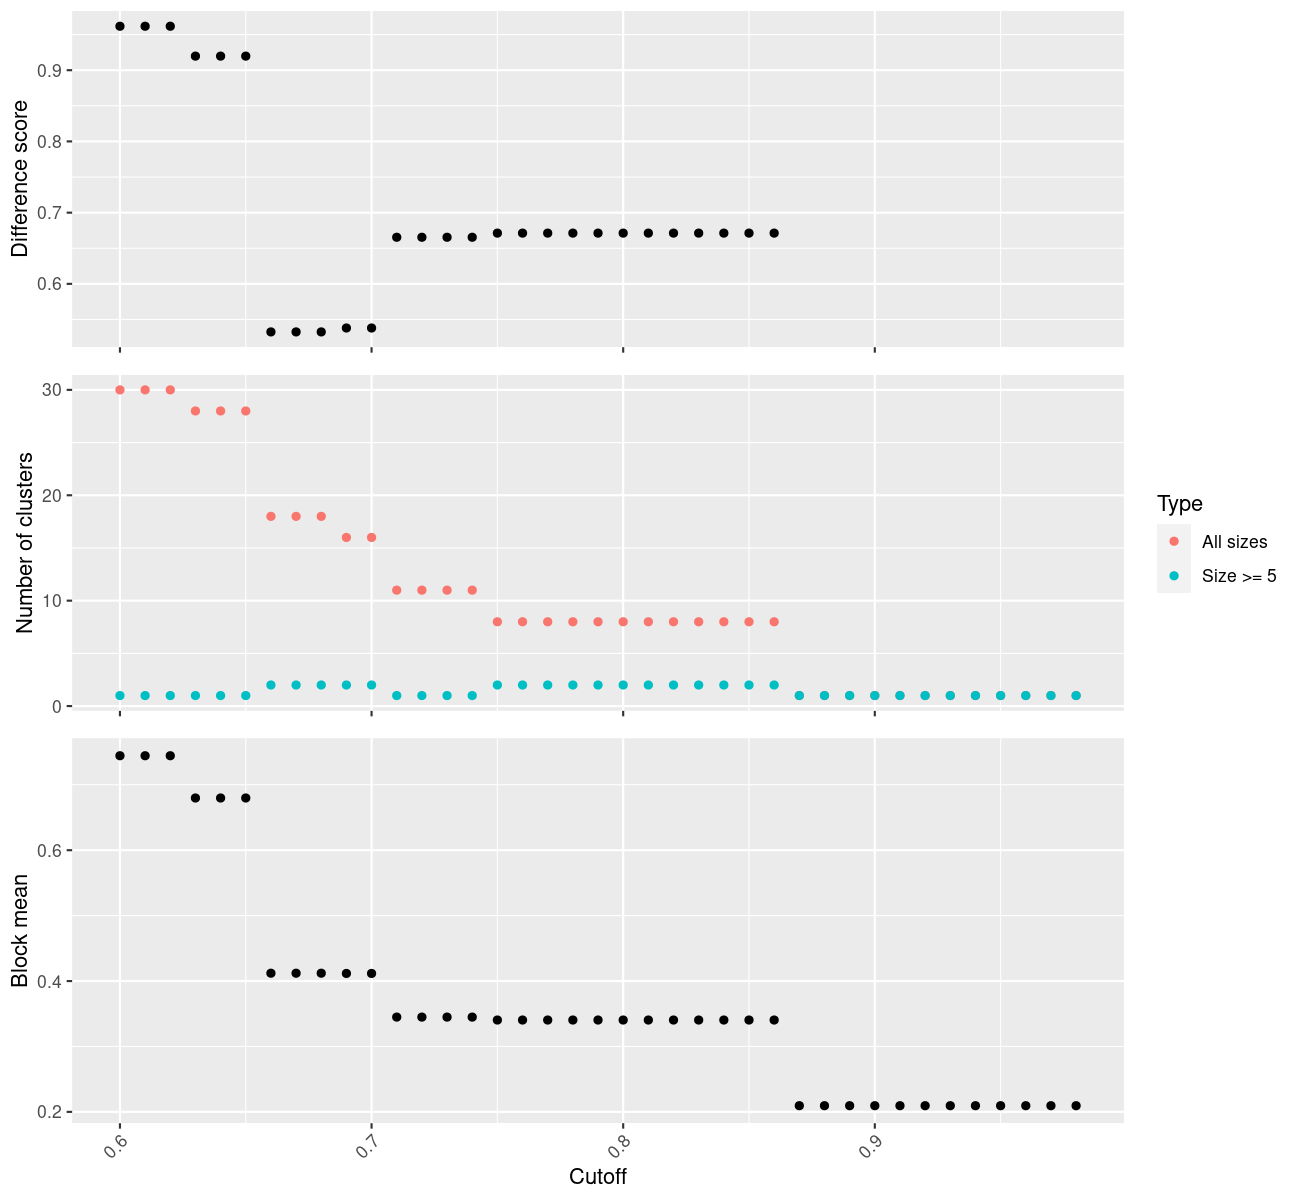 Difference score
0.9
0.8
0.7
0.6
Number of clusters
30
20
10
0
Type
All sizes
Size >= 5
Block mean
0.6
0.4
0.2
0.6
0.7
0.8
0.9
Cutoff